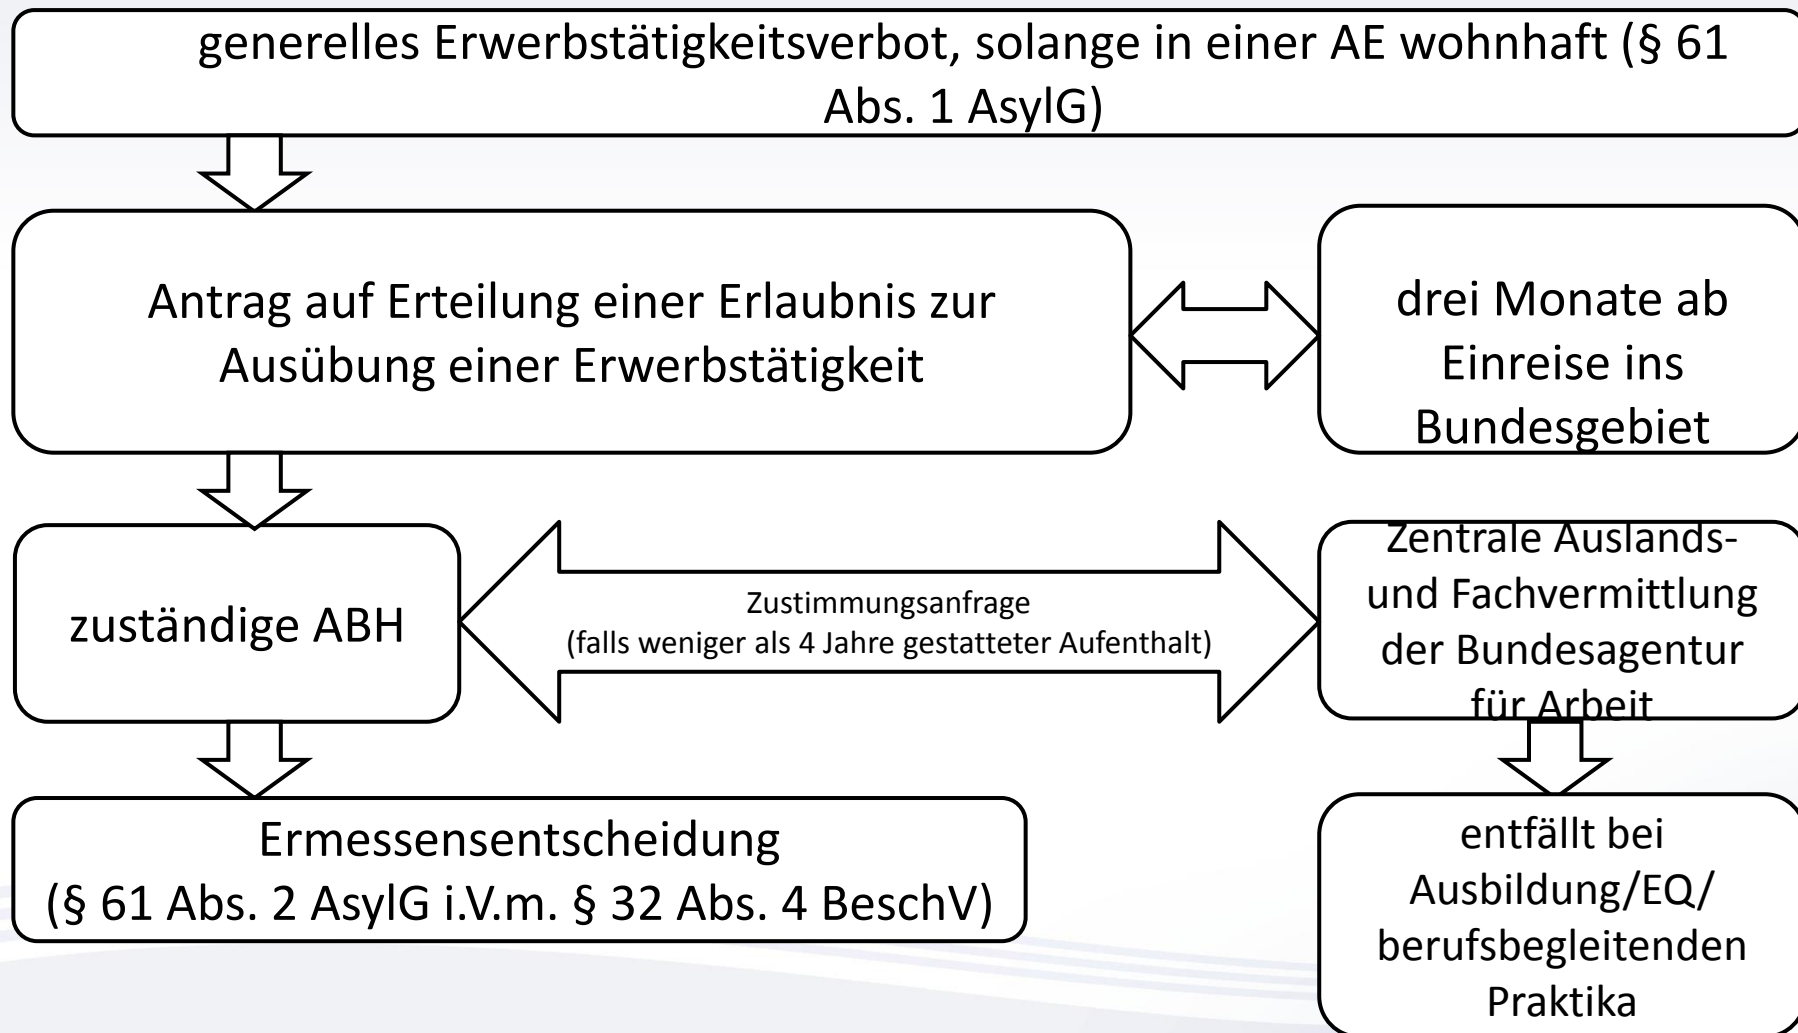 generelles Erwerbstätigkeitsverbot, solange in einer AE wohnhaft (§ 61
Abs. 1 AsylG)
Antrag auf Erteilung einer Erlaubnis zur
Ausübung einer Erwerbstätigkeit
drei Monate ab
Einreise ins
Bundesgebiet
zuständige ABH
Zustimmungsanfrage
(falls weniger als 4 Jahre gestatteter Aufenthalt)
Zentrale Auslands-
und Fachvermittlung
der Bundesagentur
für Arbeit
Ermessensentscheidung
(§ 61 Abs. 2 AsylG i.V.m. § 32 Abs. 4 BeschV)
entfällt bei
Ausbildung/EQ/
berufsbegleitenden
Praktika